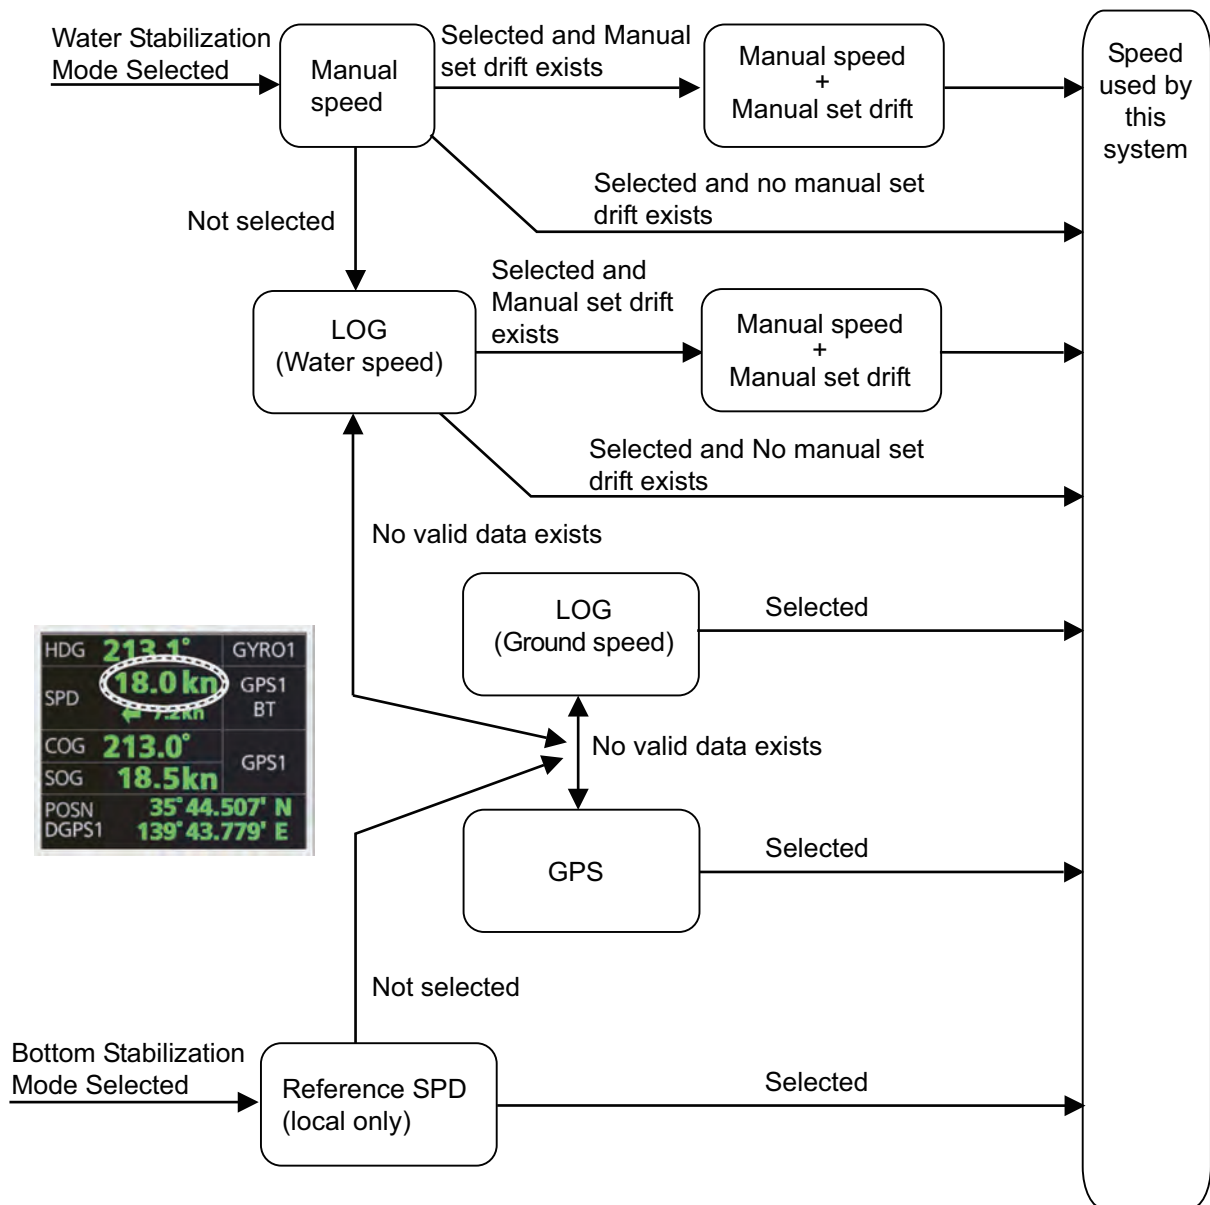 Water Stabilization
Mode Selected
Manual
speed
Selected and Manual
set drift exists
Manual speed
+
Manual set drift
Speed
used by
this
system
Selected and no manual set
drift exists
Not selected
LOG
(Water speed)
Selected and
Manual set drift
exists
Manual speed
+
Manual set drift
Selected and No manual set
drift exists
No valid data exists
LOG
(Ground speed)
Selected
No valid data exists
GPS
Selected
HDG 213.1° GYRO1
SPD 18.0 kn GPS1
7.2kn BT
COG 213.0°
GPS1
SOG 18.5kn
POSN 35°44.507' N
DGPS1 139°43.779' E
Not selected
Bottom Stabilization
Mode Selected
Reference SPD
(local only)
Selected